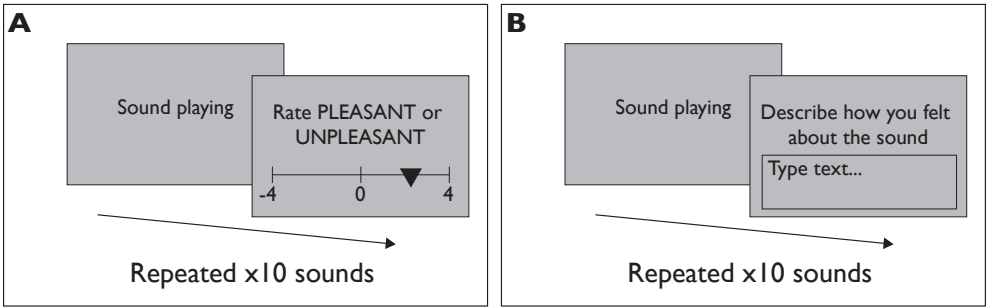 A
Sound playing
Rate PLEASANT or
UNPLEASANT
-4 0 4
Repeated x10 sounds
B
Sound playing
Describe how you felt
about the sound
Type text...
Repeated x10 sounds